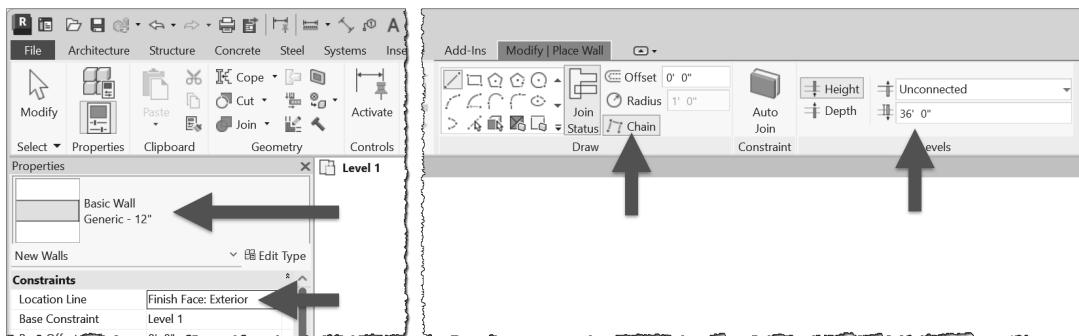 R A
File Architecture Structure Concrete Steel Systems Inse
Add-Ins Modify | Place Wall
Modify
Paste
Cope
Cut
Join
Activate
Join
Status
Offset 0' 0"
Radius 1' 0"
Chain
Auto
Join
Height
Depth
Unconnected
36' 0"
Select Properties Clipboard Geometry Controls
Draw Constraint evels
Properties
Level 1
Basic Wall
Generic - 12"
New Walls Edit Type
Constraints
Location Line Finish Face: Exterior
Base Constraint Level 1